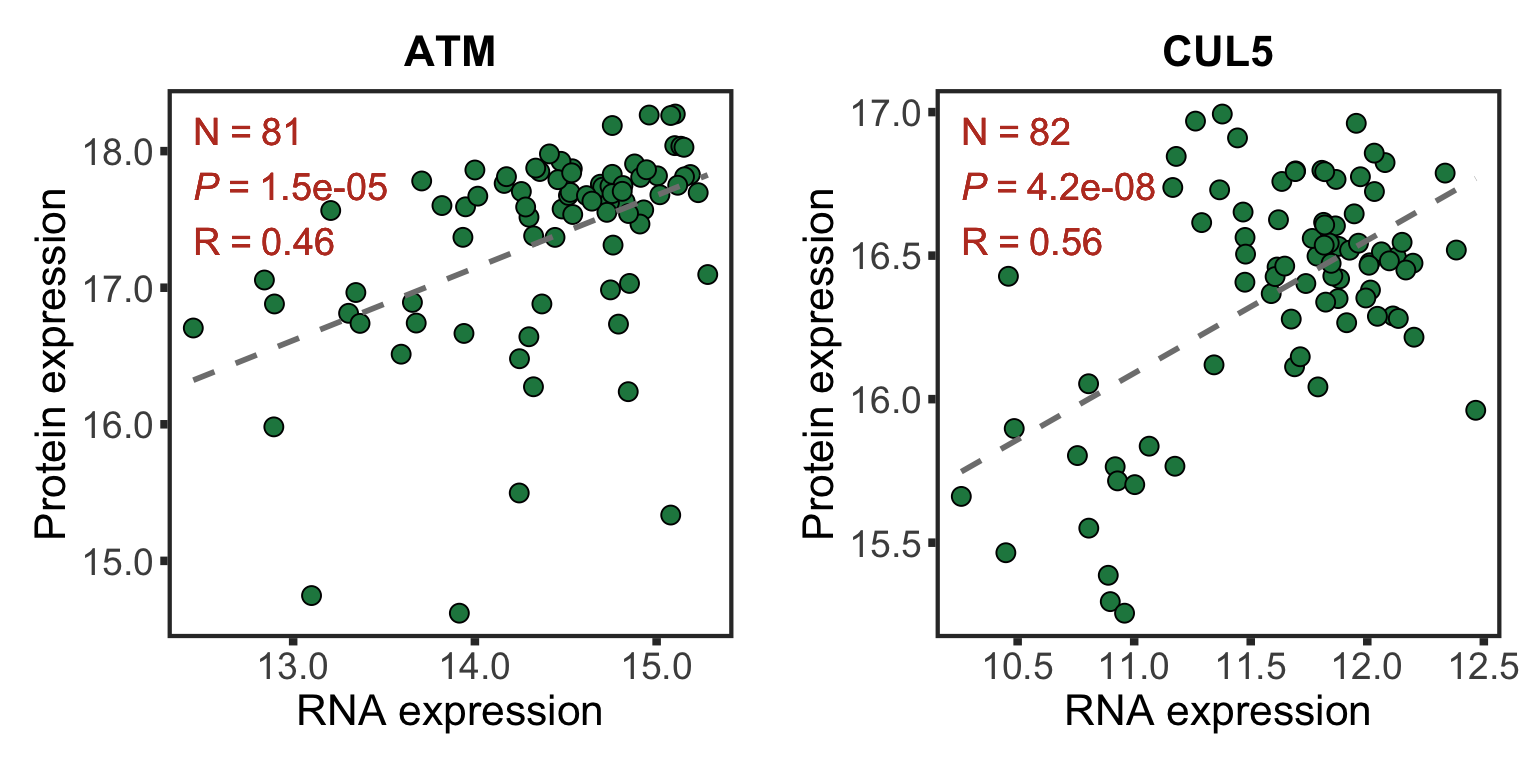 ATM
N = 81
P = 1.5e-05
R = 0.46
18.0
17.0
16.0
15.0
Protein expression
13.0 14.0 15.0
RNA expression
CUL5
N = 82
P = 4.2e-08
R = 0.56
17.0
16.5
16.0
15.5
Protein expression
10.5 11.0 11.5 12.0 12.5
RNA expression